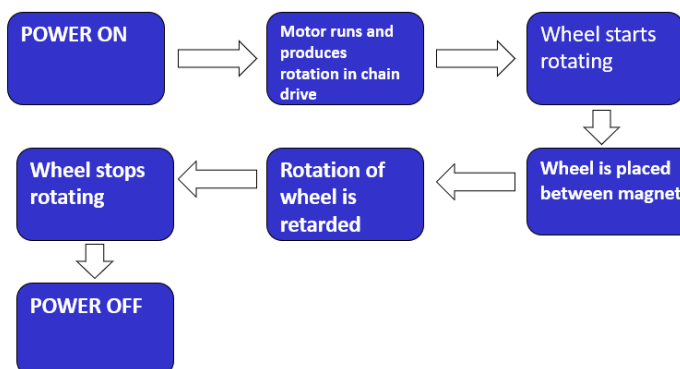 POWER ON
Motor runs and
produces
rotation in chain
drive
Wheel starts
rotating
Wheel is placed
between magnet
Rotation of
wheel is
retarded
Wheel stops
rotating
POWER OFF